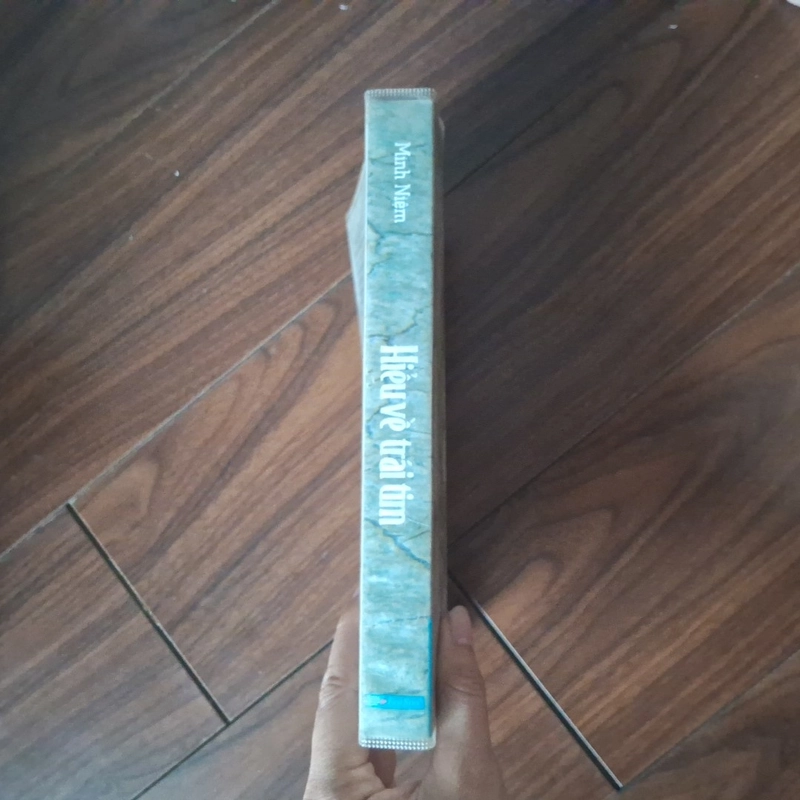 Minh Niệm
Hiểu về trái tim